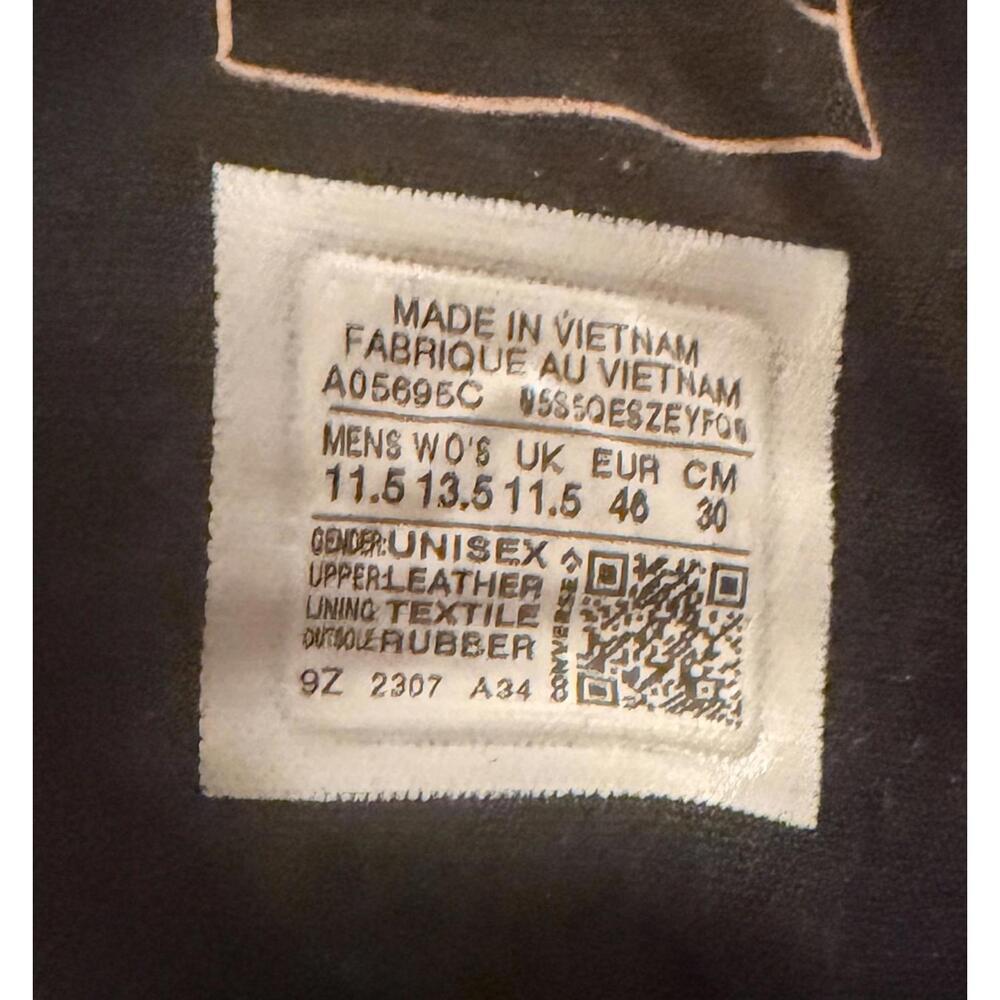 MADE IN VIETNAM
FABRIQUE AU VIETNAM
A05695C
MENS WO'S UK EUR CM
11.5 13.5 11.5 46 30
GENDER: UNISEX
UPPER: LEATHER
LINING: TEXTILE
OUTSOLE: RUBBER
9Z 2307 A34
CONVERSE